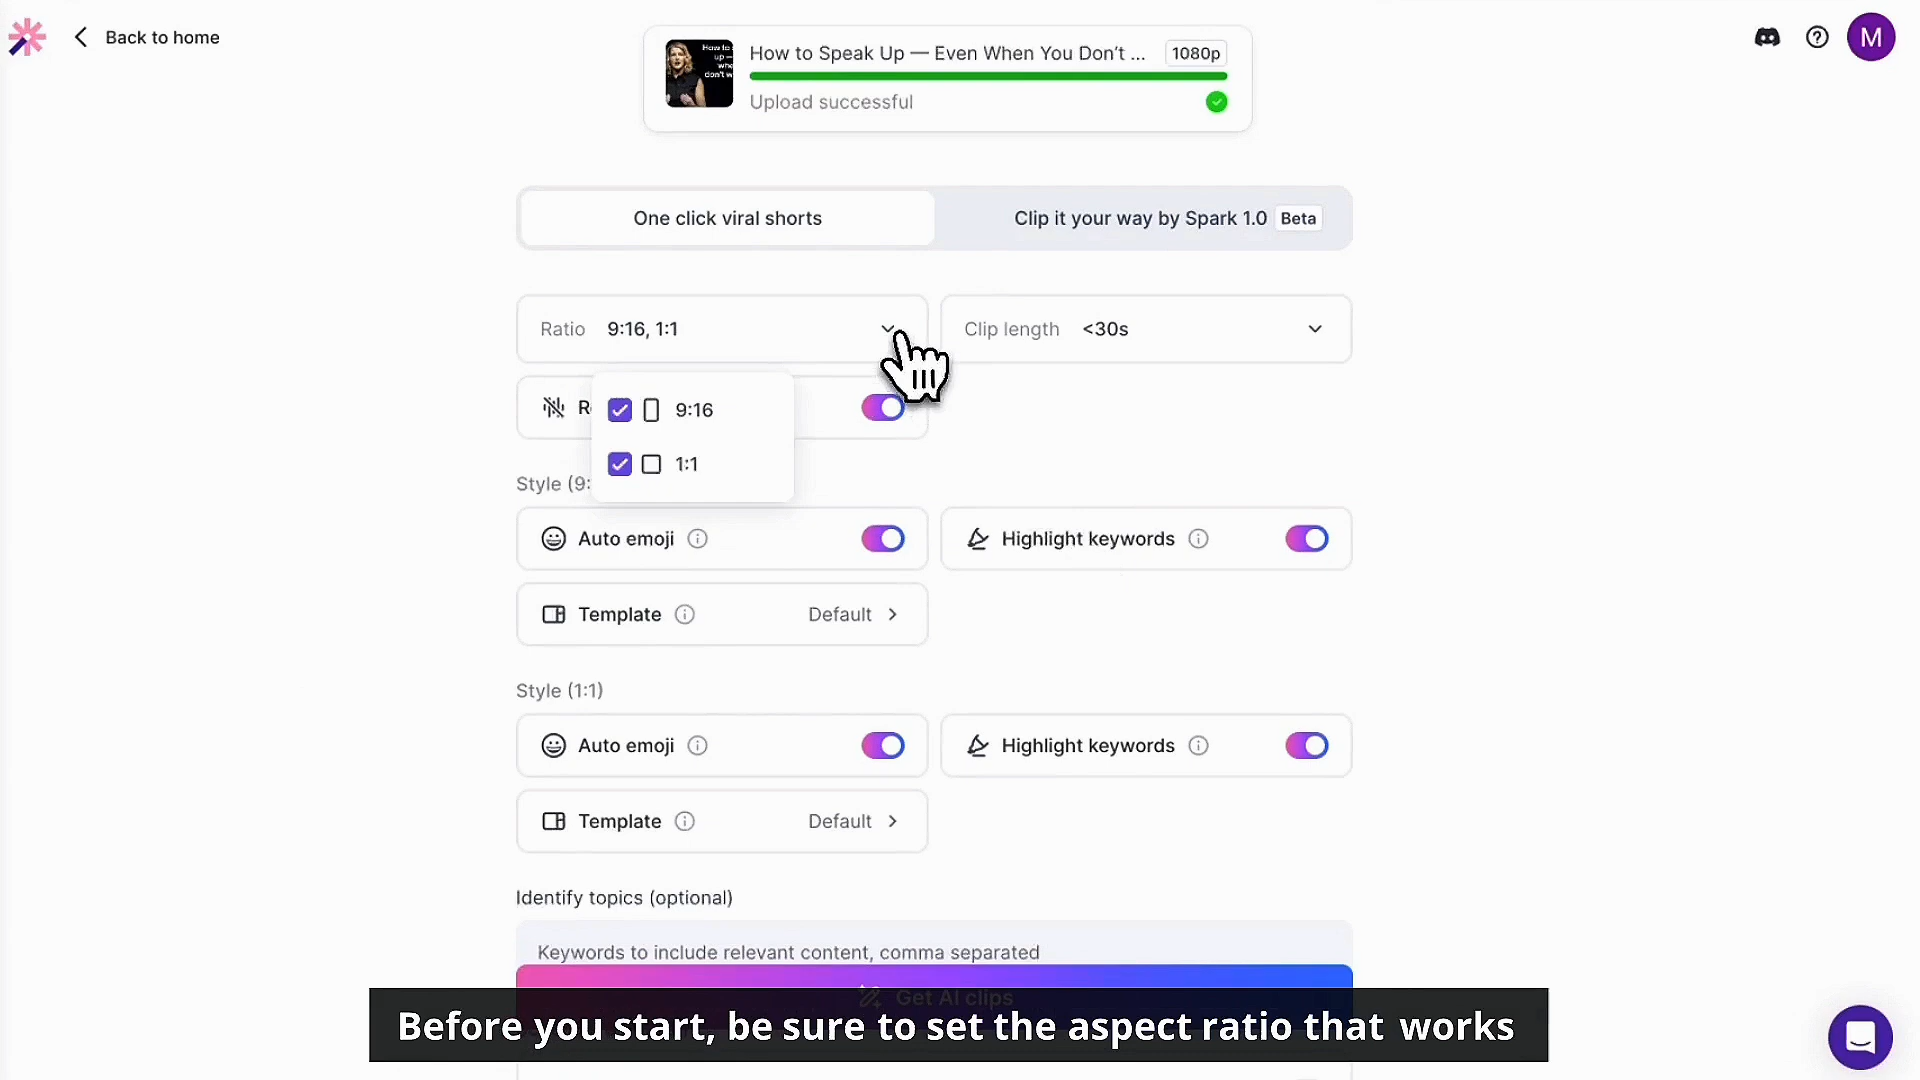 Back to home
How to Speak Up — Even When You Don't ...
1080p
Upload successful
M
One click viral shorts
Clip it your way by Spark 1.0
Beta
Ratio 9:16, 1:1
Clip length <30s
9:16
1:1
Style (9:
Auto emoji
Highlight keywords
Template
Default
Style (1:1)
Auto emoji
Highlight keywords
Template
Default
Identify topics (optional)
Keywords to include relevant content, comma separated
Get AI clips
Before you start, be sure to set the aspect ratio that works